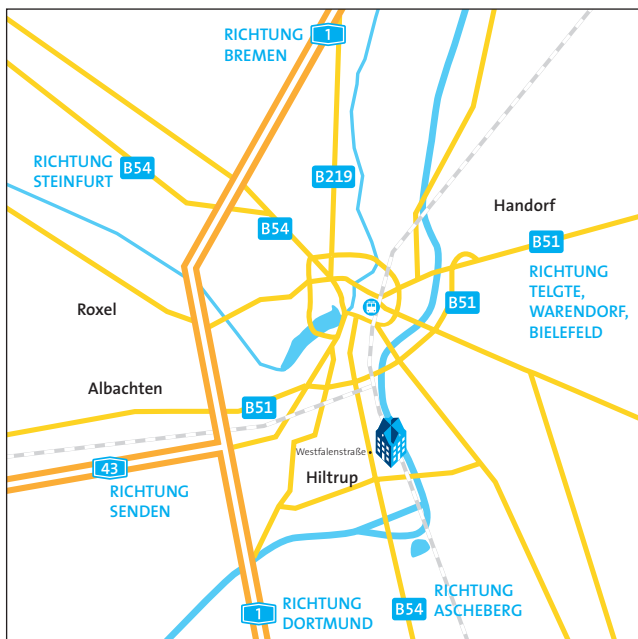 RICHTUNG
BREMEN
1
RICHTUNG
STEINFURT
B54
B219
B54
Handorf
B51
RICHTUNG
TELGTE,
WARENDORF,
BIELEFELD
B51
Roxel
Albachten
B51
Westfalenstraße
Hiltrup
43
RICHTUNG
SENDEN
1
RICHTUNG
DORTMUND
B54
RICHTUNG
ASCHEBERG